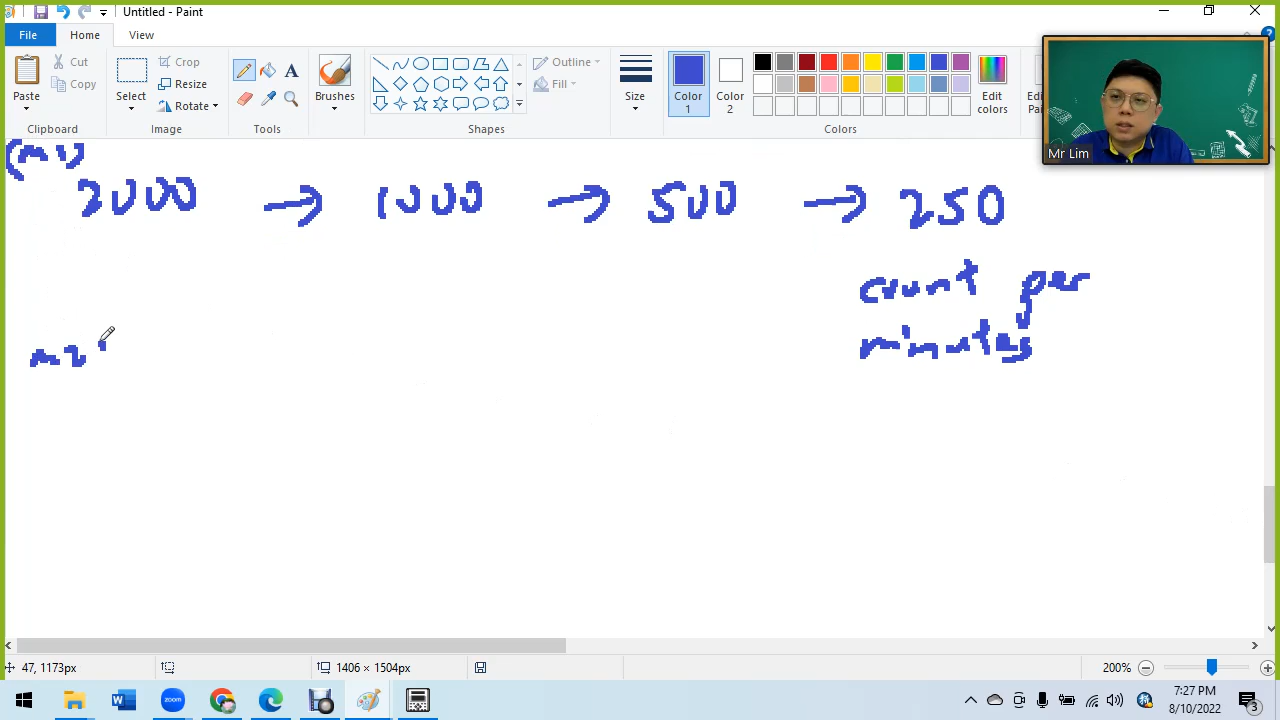 Untitled - Paint
File Home View
Paste
Cut
Copy
Clipboard
Select
Crop
Resize
Rotate
Image
A
Tools
Brushes
Outline
Fill
Shapes
Size
Color 1
Color 2
Edit colors
Colors
Mr Lim
2000 → 1000 → 500 → 250
count per
minutes
47, 1173px
1406 × 1504px
200%
zoom
7:27 PM
8/10/2022
3